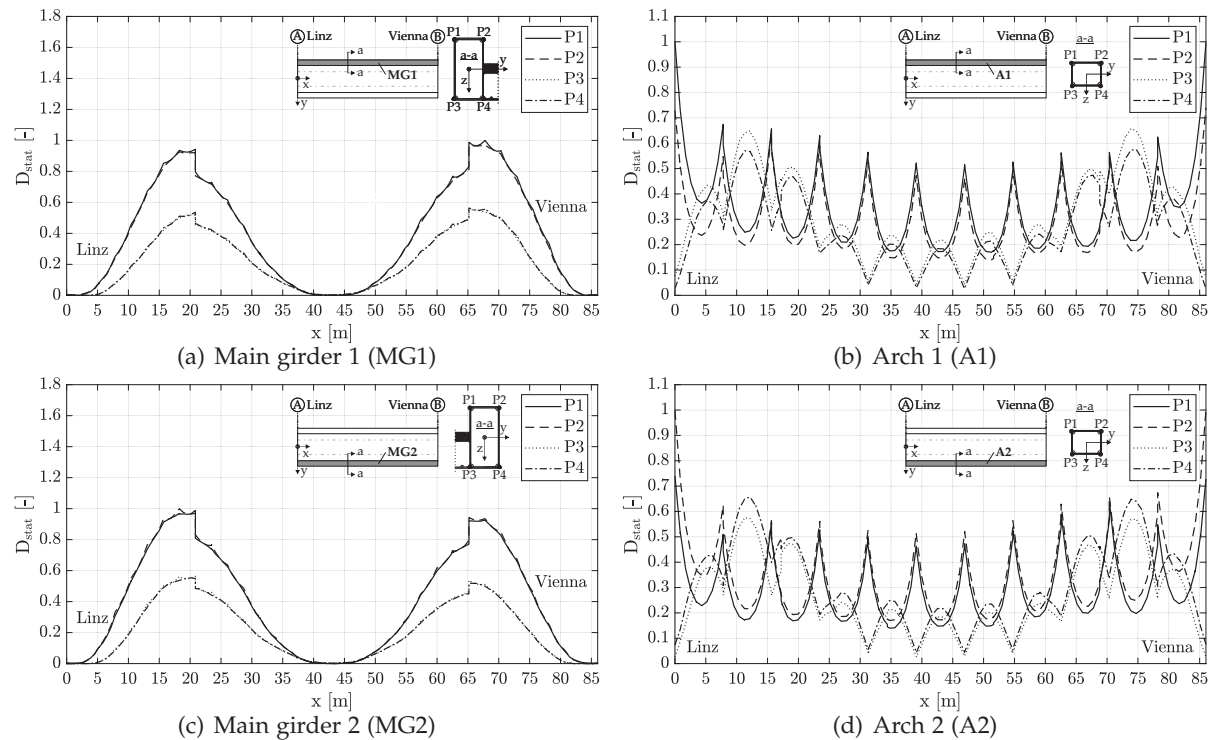 1.8
1.6
1.4
1.2
1
0.8
0.6
0.4
0.2
0
D_stat [-]
A Linz
Vienna B
a
a
MG1
x
y
P1 P2
a-a
y
z
P3 P4
P1
P2
P3
P4
Linz
Vienna
0 5 10 15 20 25 30 35 40 45 50 55 60 65 70 75 80 85
x [m]
(a) Main girder 1 (MG1)
1.1
1
0.9
0.8
0.7
0.6
0.5
0.4
0.3
0.2
0.1
0
D_stat [-]
A Linz
Vienna B
a
a
A1
x
y
a-a
P1 P2
y
P3 P4
z
P1
P2
P3
P4
Linz
Vienna
0 5 10 15 20 25 30 35 40 45 50 55 60 65 70 75 80 85
x [m]
(b) Arch 1 (A1)
1.8
1.6
1.4
1.2
1
0.8
0.6
0.4
0.2
0
D_stat [-]
A Linz
Vienna B
x
a
MG2
a
y
P1 P2
a-a
y
z
P3 P4
P1
P2
P3
P4
Linz
Vienna
0 5 10 15 20 25 30 35 40 45 50 55 60 65 70 75 80 85
x [m]
(c) Main girder 2 (MG2)
1.1
1
0.9
0.8
0.7
0.6
0.5
0.4
0.3
0.2
0.1
0
D_stat [-]
A Linz
Vienna B
x
a
A2
a
y
a-a
P1 P2
y
P3 P4
z
P1
P2
P3
P4
Linz
Vienna
0 5 10 15 20 25 30 35 40 45 50 55 60 65 70 75 80 85
x [m]
(d) Arch 2 (A2)